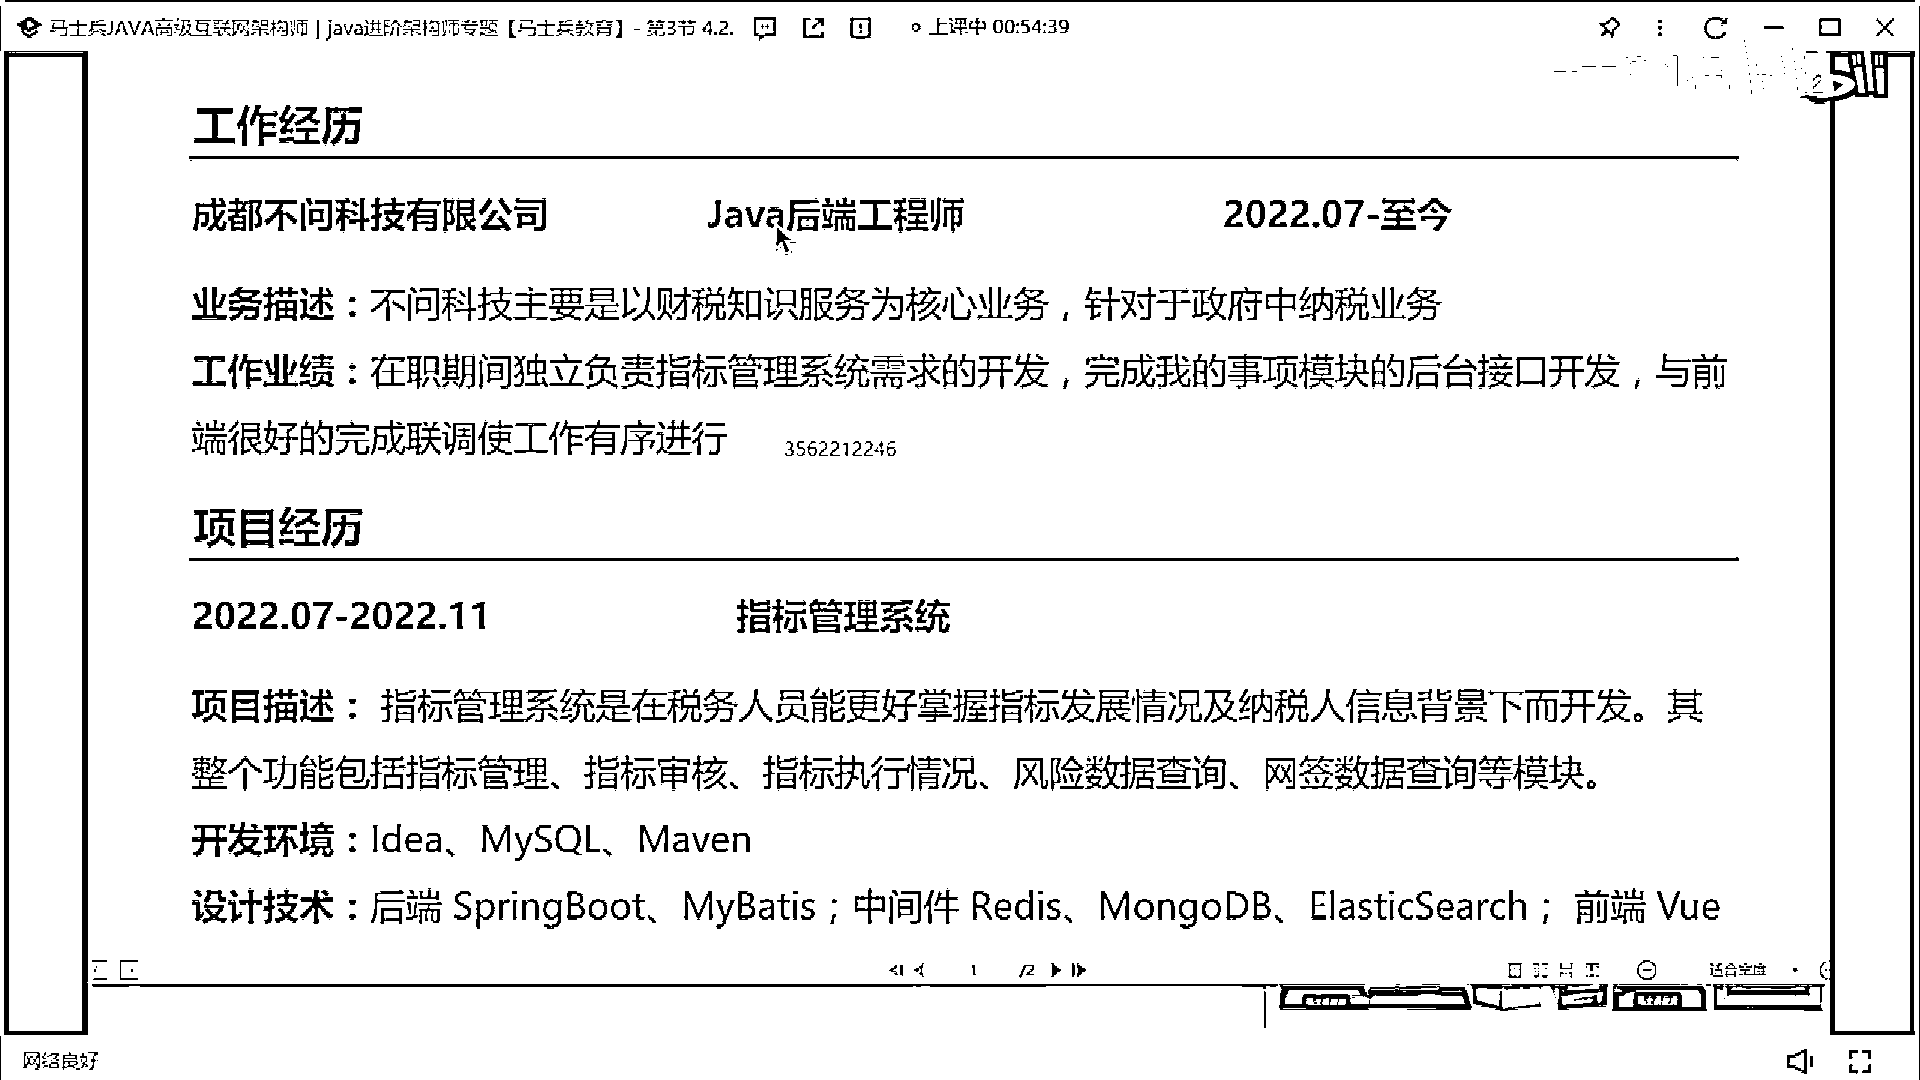 马士兵JAVA高级互联网架构师 | java进阶架构师专题【马士兵教育】- 第3节 4.2. 上课中 00:54:39
工作经历
成都不问科技有限公司 Java后端工程师 2022.07-至今
业务描述：不问科技主要是以财税知识服务为核心业务，针对于政府中纳税业务
工作业绩：在职期间独立负责指标管理系统需求的开发，完成我的事项模块的后台接口开发，与前
端很好的完成联调使工作有序进行 3562212246
项目经历
2022.07-2022.11 指标管理系统
项目描述： 指标管理系统是在税务人员能更好掌握指标发展情况及纳税人信息背景下而开发。其
整个功能包括指标管理、指标审核、指标执行情况、风险数据查询、网签数据查询等模块。
开发环境：Idea、MySQL、Maven
设计技术：后端 SpringBoot、MyBatis；中间件 Redis、MongoDB、ElasticSearch； 前端 Vue
1 /2 适合宽度
网络良好